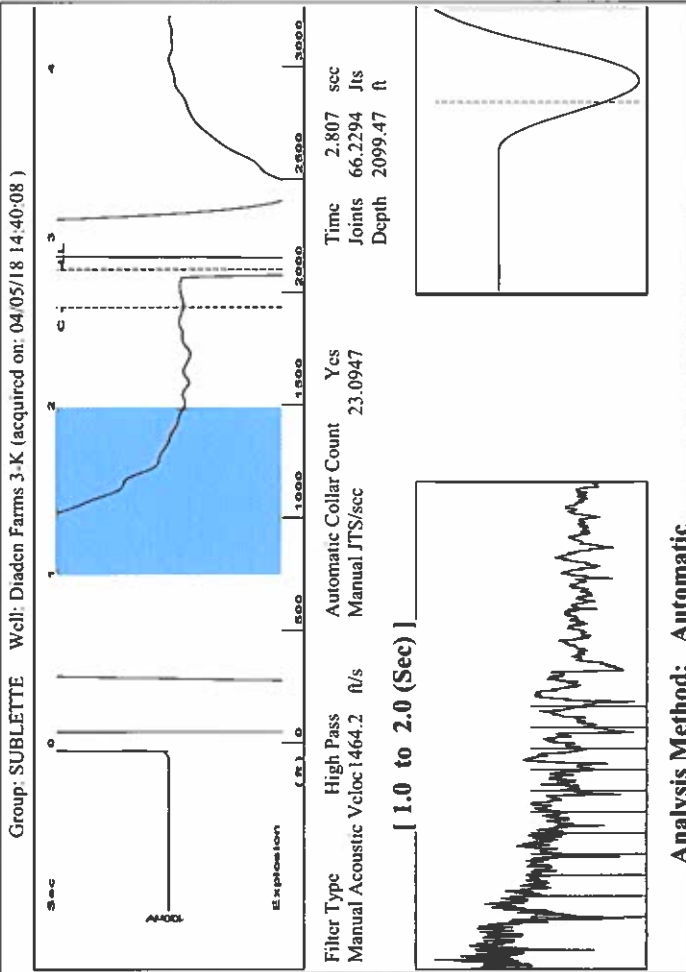 Group: SUBLETTE Well: Diaden Farms 3-K (acquired on: 04/05/18 14:40:08 )
Sec
0 1 2 C 3 4
100mV
Explosion
(ft) 0 500 1000 1500 2000 2500 3000
Filter Type High Pass
Manual Acoustic Veloc 1464.2 ft/s
Automatic Collar Count Yes
Manual JTS/sec 23.0947
Time 2.807 sec
Joints 66.2294 Jts
Depth 2099.47 ft
[ 1.0 to 2.0 (Sec) ]
Analysis Method: Automatic